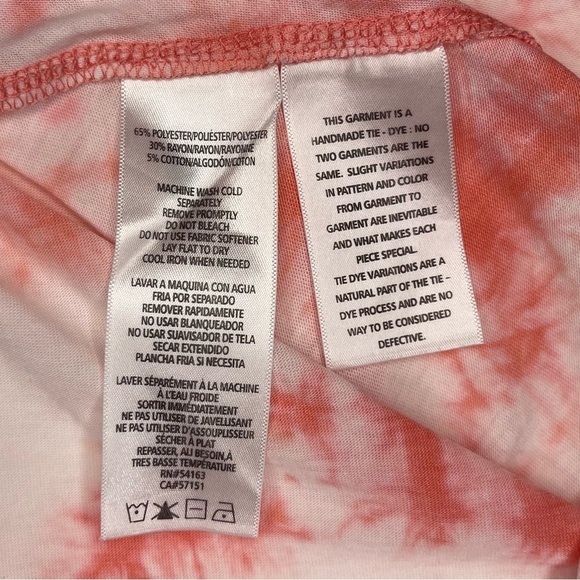 65% POLYESTER/POLIÉSTER/POLYESTER
30% RAYON/RAYON/RAYONNE
5% COTTON/ALGODÓN/COTON
MACHINE WASH COLD
SEPARATELY
REMOVE PROMPTLY
DO NOT BLEACH
DO NOT USE FABRIC SOFTENER
LAY FLAT TO DRY
COOL IRON WHEN NEEDED
LAVAR A MAQUINA CON AGUA
FRIA POR SEPARADO
REMOVER RAPIDAMENTE
NO USAR BLANQUEADOR
NO USAR SUAVISADOR DE TELA
SECAR EXTENDIDO
PLANCHA FRIA SI NECESITA
LAVER SÉPARÉMENT À LA MACHINE
À L'EAU FROIDE
SORTIR IMMÉDIATEMENT
NE PAS UTILISER DE JAVELLISANT
NE PAS UTILISER D'ASSOUPLISSEUR
SÉCHER À PLAT
REPASSER, AU BESOIN, À
TRES BASSE TEMPÉRATURE
RN#54163
CA#57151
THIS GARMENT IS A
HANDMADE TIE - DYE : NO
TWO GARMENTS ARE THE
SAME. SLIGHT VARIATIONS
IN PATTERN AND COLOR
FROM GARMENT TO
GARMENT ARE INEVITABLE
AND WHAT MAKES EACH
PIECE SPECIAL.
TIE DYE VARIATIONS ARE A
NATURAL PART OF THE TIE -
DYE PROCESS AND ARE NO
WAY TO BE CONSIDERED
DEFECTIVE.